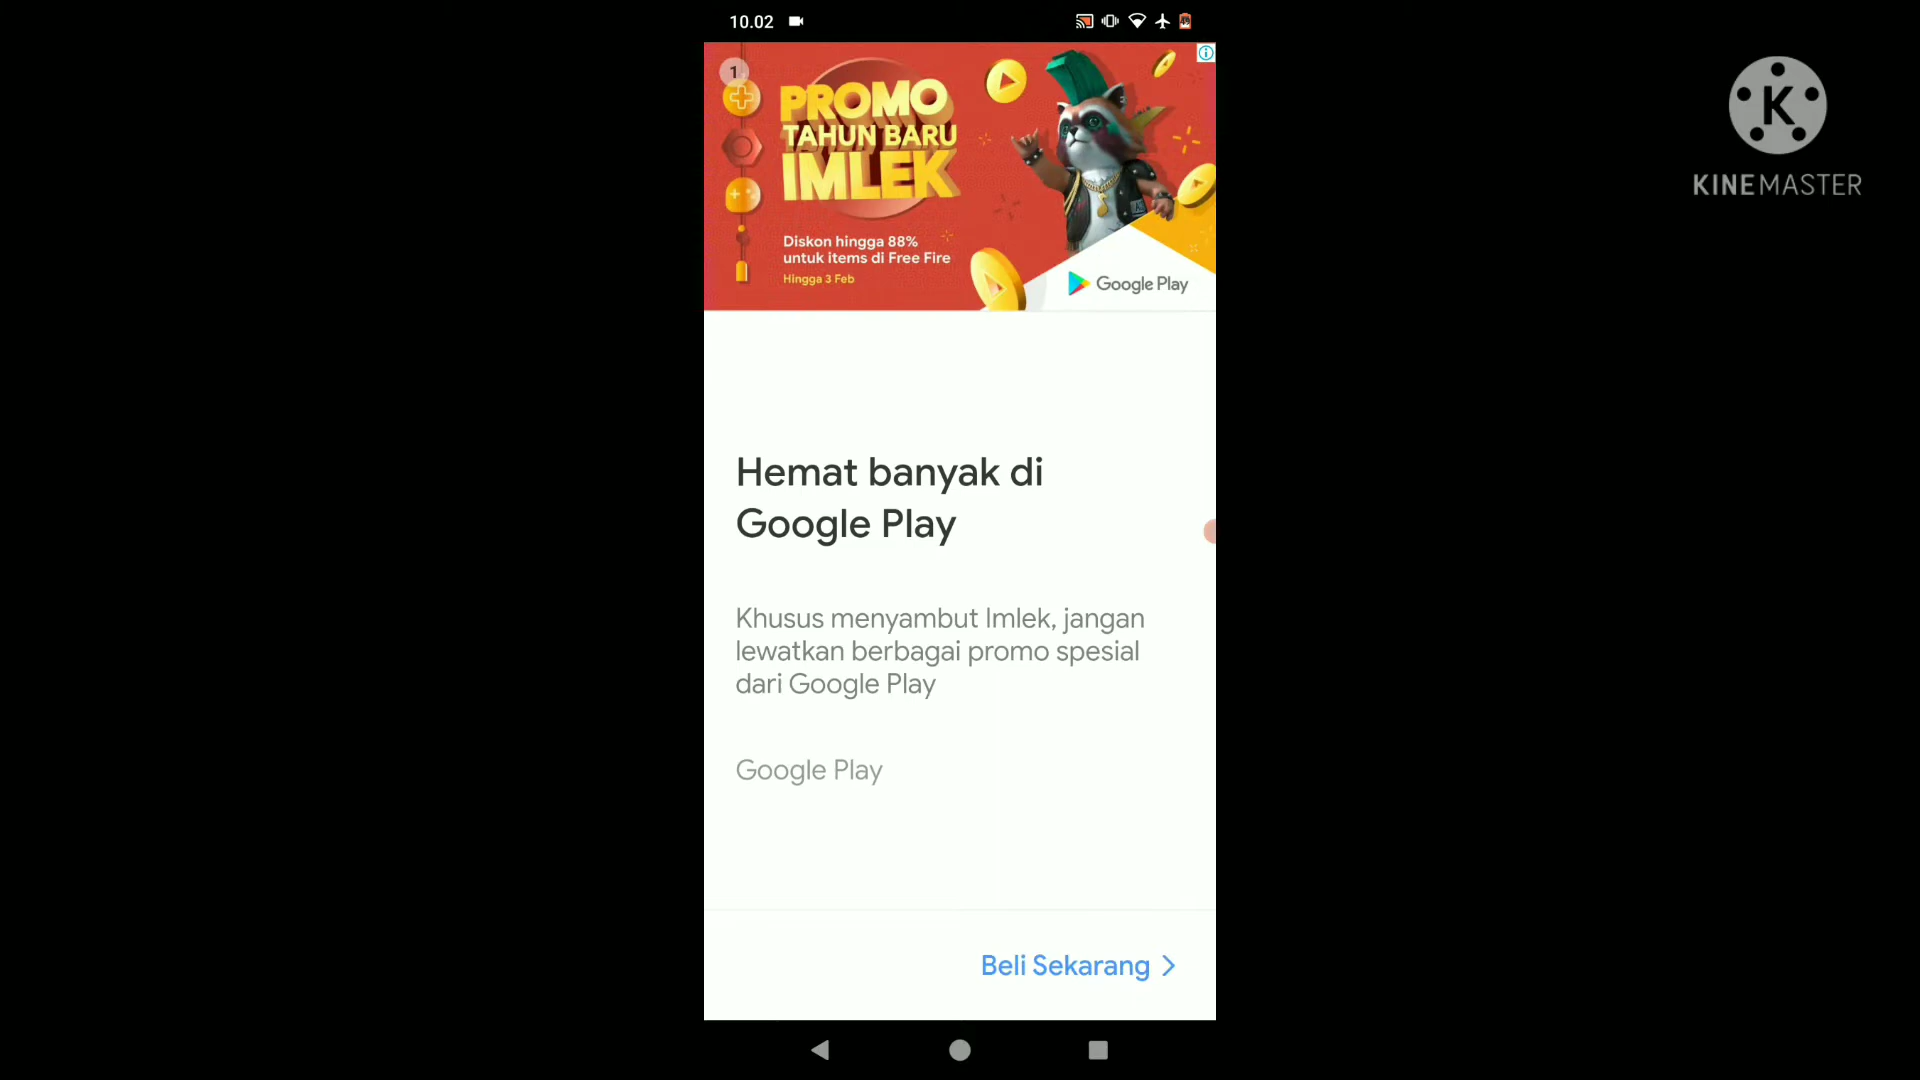 10.02
1
PROMO
TAHUN BARU
IMLEK
Diskon hingga 88%
untuk items di Free Fire
Hingga 3 Feb
Google Play
Hemat banyak di
Google Play
Khusus menyambut Imlek, jangan
lewatkan berbagai promo spesial
dari Google Play
Google Play
Beli Sekarang
K
KINEMASTER